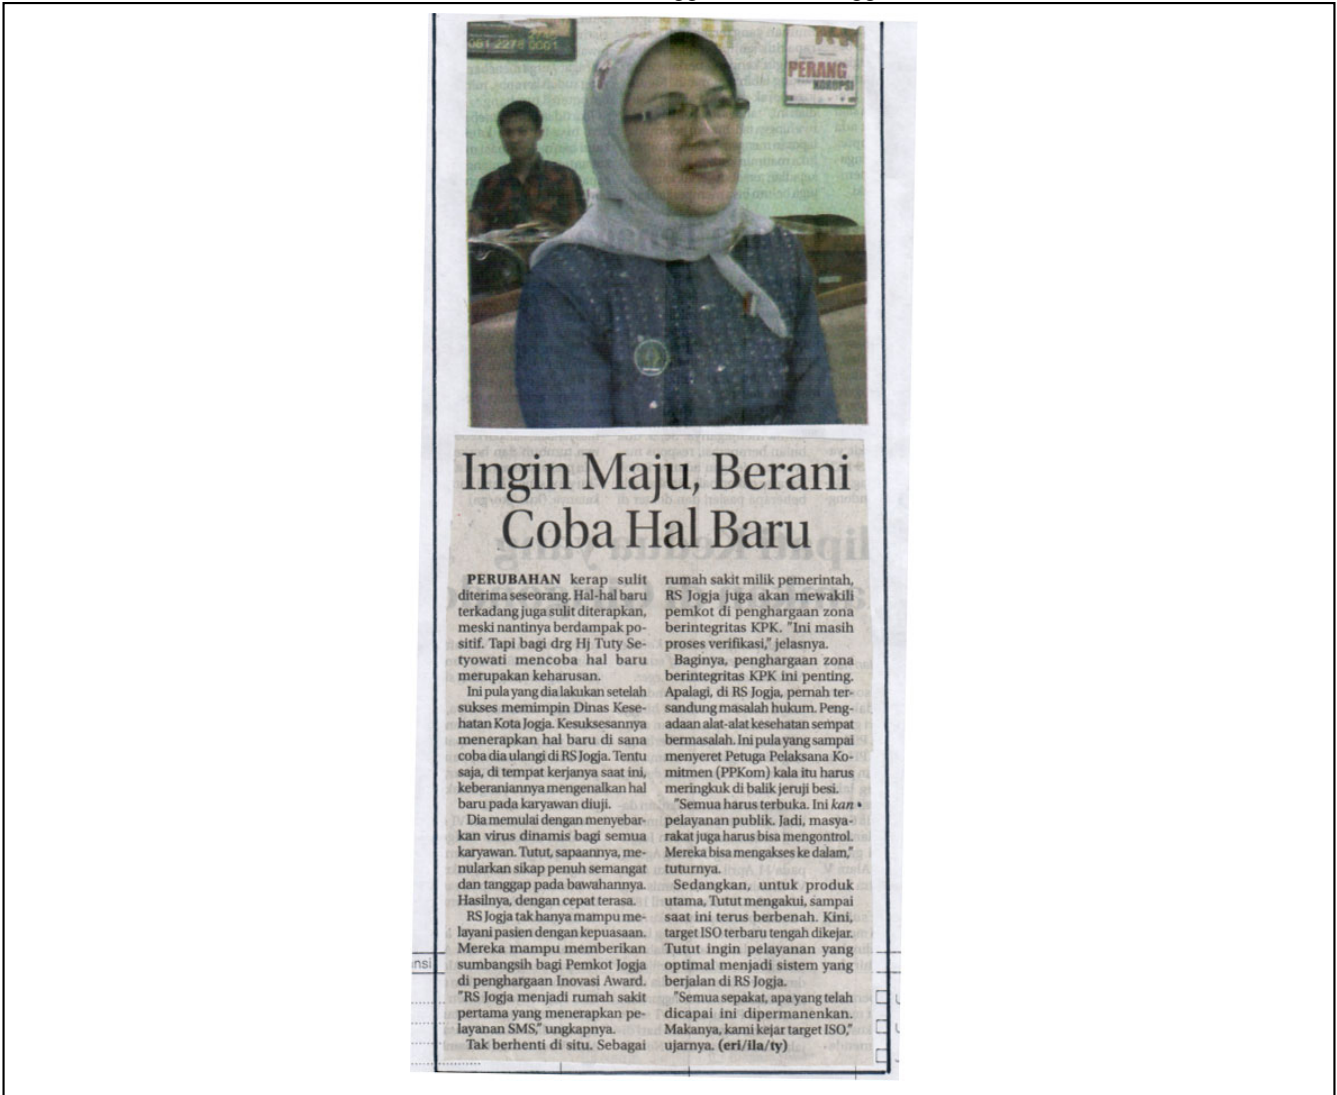 081 2276 0001
PERANG
KORUPSI
Ingin Maju, Berani
Coba Hal Baru
PERUBAHAN kerap sulit
diterima seseorang. Hal-hal baru
terkadang juga sulit diterapkan,
meski nantinya berdampak po-
sitif. Tapi bagi drg Hj Tuty Se-
tyowati mencoba hal baru
merupakan keharusan.
Ini pula yang dia lakukan setelah
sukses memimpin Dinas Kese-
hatan Kota Jogja. Kesuksesannya
menerapkan hal baru di sana
coba dia ulangi di RS Jogja. Tentu
saja, di tempat kerjanya saat ini,
keberaniannya mengenalkan hal
baru pada karyawan diuji.
Dia memulai dengan menyebar-
kan virus dinamis bagi semua
karyawan. Tutut, sapaannya, me-
nularkan sikap penuh semangat
dan tanggap pada bawahannya.
Hasilnya, dengan cepat terasa.
RS Jogja tak hanya mampu me-
layani pasien dengan kepuasaan.
Mereka mampu memberikan
sumbangsih bagi Pemkot Jogja
di penghargaan Inovasi Award.
"RS Jogja menjadi rumah sakit
pertama yang menerapkan pe-
layanan SMS," ungkapnya.
Tak berhenti di situ. Sebagai
rumah sakit milik pemerintah,
RS Jogja juga akan mewakili
pemkot di penghargaan zona
berintegritas KPK. "Ini masih
proses verifikasi," jelasnya.
Baginya, penghargaan zona
berintegritas KPK ini penting.
Apalagi, di RS Jogja, pernah ter-
sandung masalah hukum. Peng-
adaan alat-alat kesehatan sempat
bermasalah. Ini pula yang sampai
menyeret Petuga Pelaksana Ko-
mitmen (PPKom) kala itu harus
meringkuk di balik jeruji besi.
"Semua harus terbuka. Ini kan
pelayanan publik. Jadi, masya-
rakat juga harus bisa mengontrol.
Mereka bisa mengakses ke dalam,"
tuturnya.
Sedangkan, untuk produk
utama, Tutut mengakui, sampai
saat ini terus berbenah. Kini,
target ISO terbaru tengah dikejar.
Tutut ingin pelayanan yang
optimal menjadi sistem yang
berjalan di RS Jogja.
"Semua sepakat, apa yang telah
dicapai ini dipermanenkan.
Makanya, kami kejar target ISO,"
ujarnya. (eri/ila/ty)
nsi